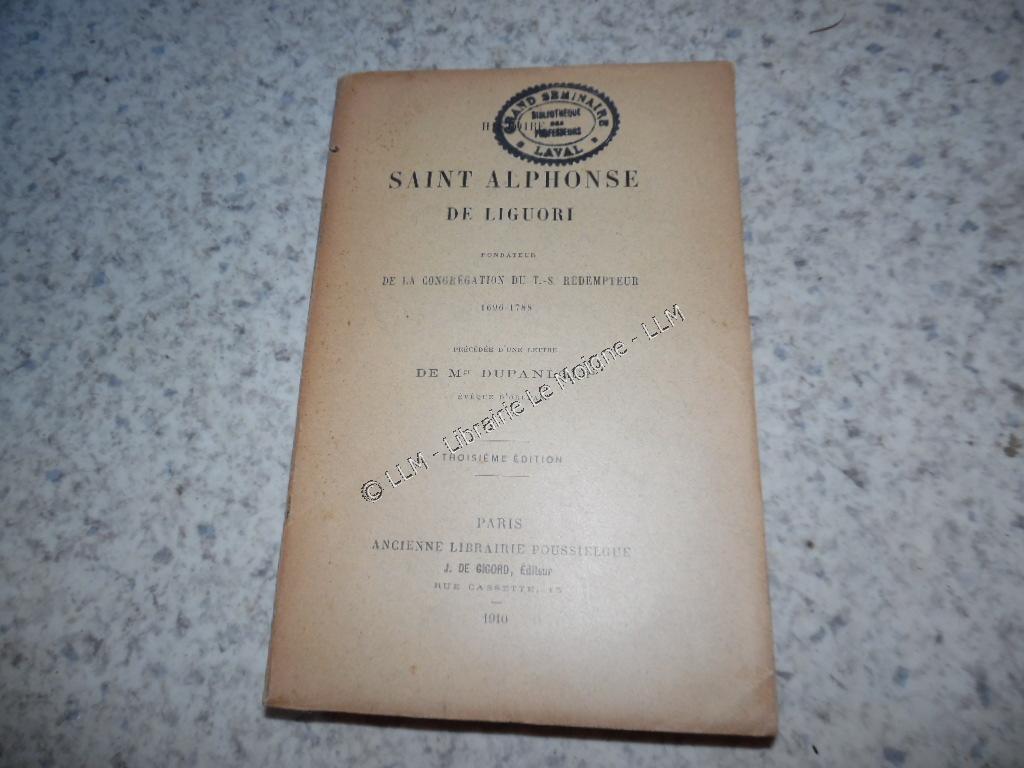 GRAND SEMINAIRE
BIBLIOTHÈQUE
DES
PROFESSEURS
LAVAL
SAINT ALPHONSE
DE LIGUORI
FONDATEUR
DE LA CONGRÉGATION DU T.-S. RÉDEMPTEUR
1696-1788
PRÉCÉDÉE D'UNE LETTRE
DE Mgr
ÉVÊQUE
TROISIÈME ÉDITION
© LLM - Librairie Le Moigne - LLM
PARIS
ANCIENNE LIBRAIRIE POUSSIELGUE
J. DE GIGORD, Éditeur
RUE CASSETTE, 15
1910